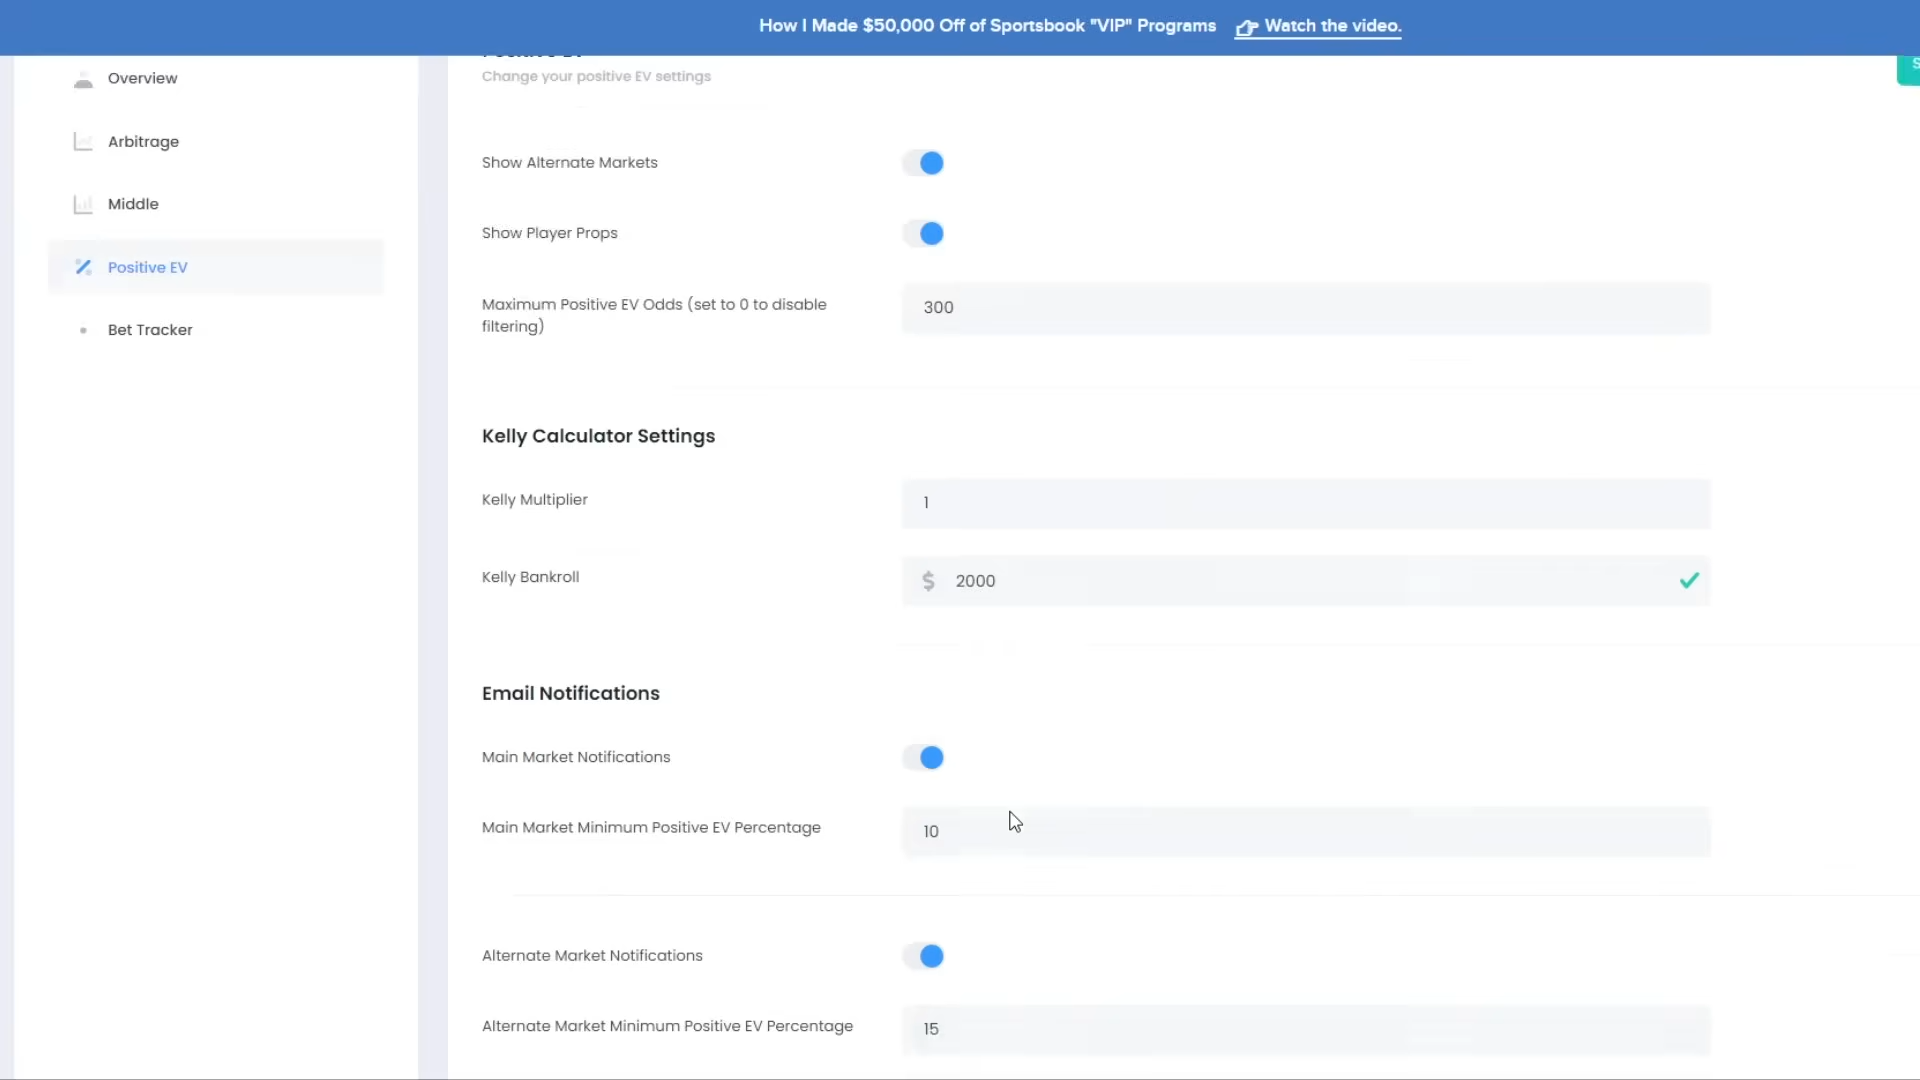 How I Made $50,000 Off of Sportsbook "VIP" Programs Watch the video.
Overview
Arbitrage
Middle
Positive EV
Bet Tracker
Positive EV
Change your positive EV settings
S
Show Alternate Markets
Show Player Props
Maximum Positive EV Odds (set to 0 to disable
filtering)
300
Kelly Calculator Settings
Kelly Multiplier
1
Kelly Bankroll
$ 2000
Email Notifications
Main Market Notifications
Main Market Minimum Positive EV Percentage
10
Alternate Market Notifications
Alternate Market Minimum Positive EV Percentage
15